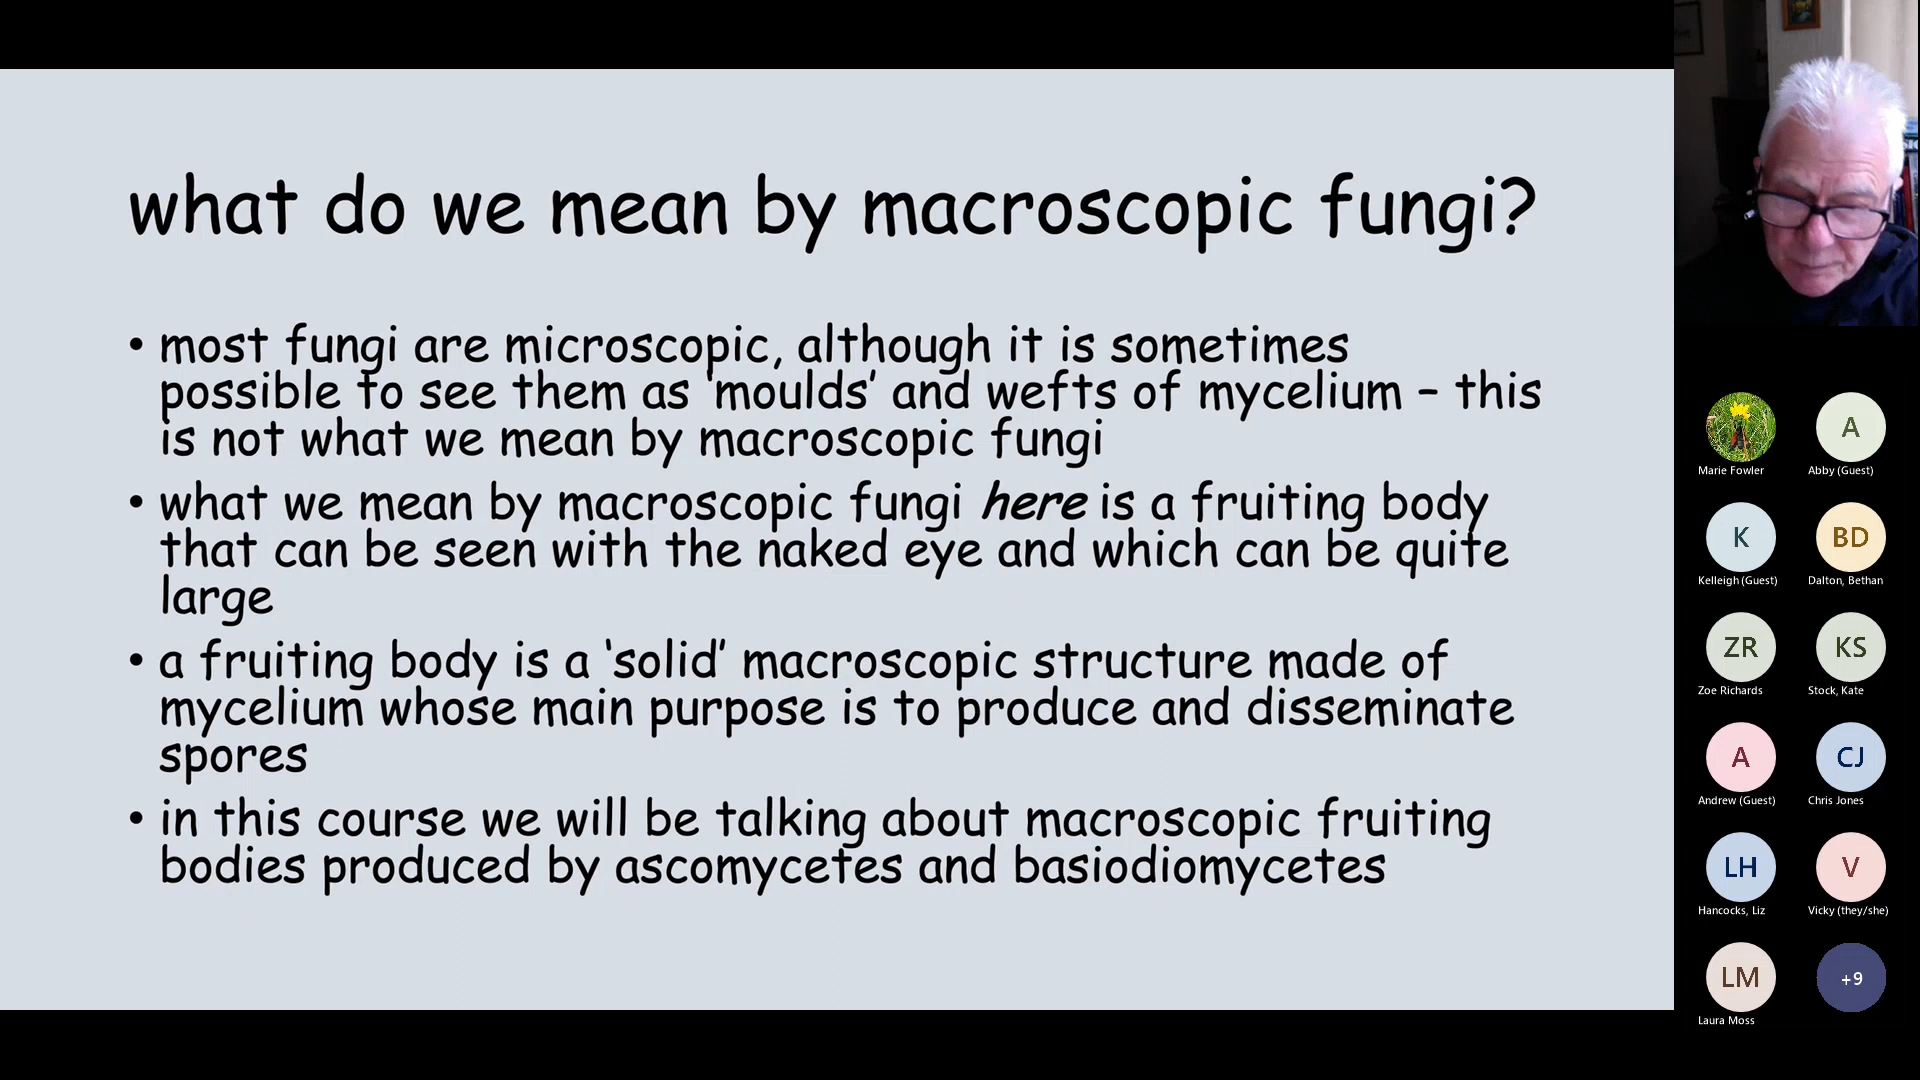 what do we mean by macroscopic fungi?
• most fungi are microscopic, although it is sometimes
possible to see them as 'moulds' and wefts of mycelium – this
is not what we mean by macroscopic fungi
• what we mean by macroscopic fungi here is a fruiting body
that can be seen with the naked eye and which can be quite
large
• a fruiting body is a 'solid' macroscopic structure made of
mycelium whose main purpose is to produce and disseminate
spores
• in this course we will be talking about macroscopic fruiting
bodies produced by ascomycetes and basiodiomycetes
A
Marie Fowler
Abby (Guest)
K
BD
Kelleigh (Guest)
Dalton, Bethan
ZR
KS
Zoe Richards
Stock, Kate
A
CJ
Andrew (Guest)
Chris Jones
LH
V
Hancocks, Liz
Vicky (they/she)
LM
+9
Laura Moss